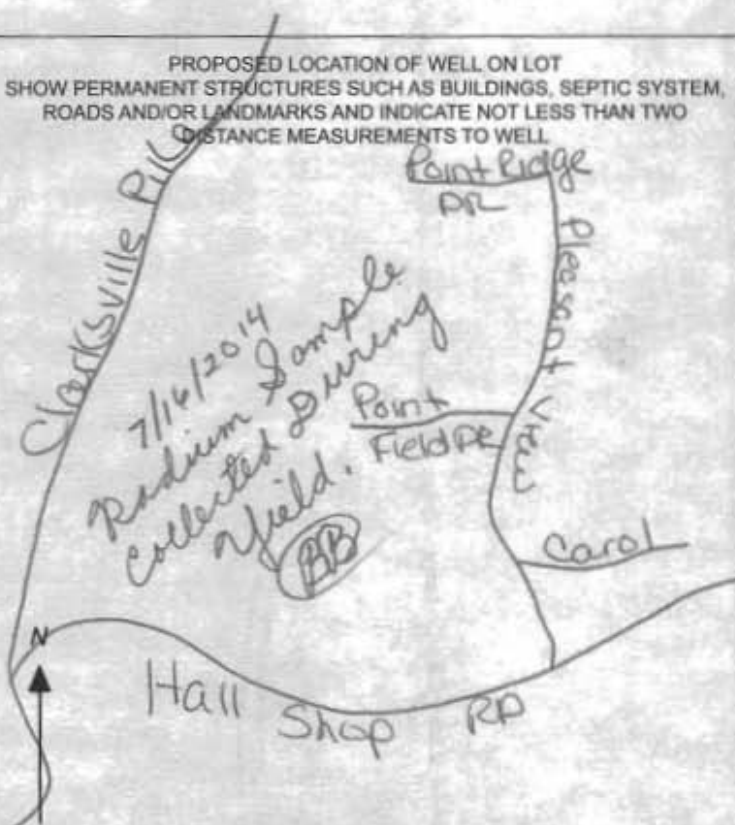 PROPOSED LOCATION OF WELL ON LOT
SHOW PERMANENT STRUCTURES SUCH AS BUILDINGS, SEPTIC SYSTEM,
ROADS AND/OR LANDMARKS AND INDICATE NOT LESS THAN TWO
DISTANCE MEASUREMENTS TO WELL
Clarksville Pike
Point Ridge
DR
Pleasant View
7/16/2014
Radium Sample
Collected During
Yield.
BB
Point
Field DR
Carol
N
Hall Shop RD